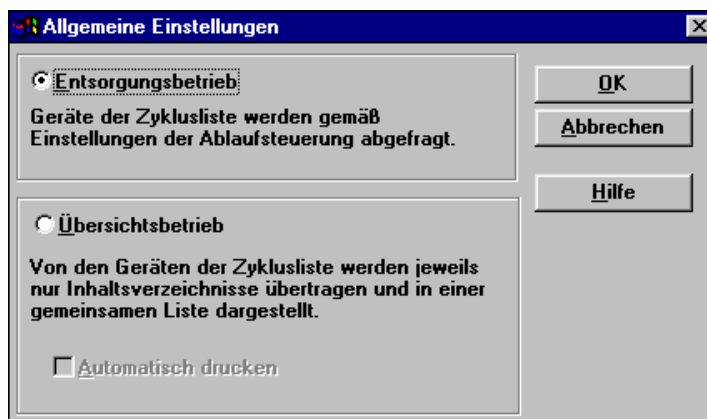 Allgemeine Einstellungen
Entsorgungsbetrieb
Geräte der Zyklusliste werden gemäß
Einstellungen der Ablaufsteuerung abgefragt.
OK
Abbrechen
Hilfe
Übersichtsbetrieb
Von den Geräten der Zyklusliste werden jeweils
nur Inhaltsverzeichnisse übertragen und in einer
gemeinsamen Liste dargestellt.
Automatisch drucken